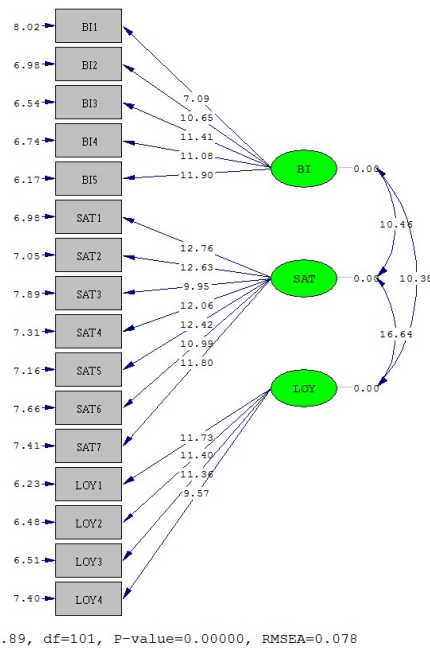 8.02 BI1
6.98 BI2
6.54 BI3
6.74 BI4
6.17 BI5
6.98 SAT1
7.05 SAT2
7.89 SAT3
7.31 SAT4
7.16 SAT5
7.66 SAT6
7.41 SAT7
6.23 LOY1
6.48 LOY2
6.51 LOY3
7.40 LOY4
7.09
10.65
11.41
11.08
11.90
12.76
12.63
9.95
12.06
12.42
10.99
11.80
11.73
11.40
11.36
9.57
BI 0.00
SAT 0.00
LOY 0.00
10.46
10.38
16.64
.89, df=101, P-value=0.00000, RMSEA=0.078